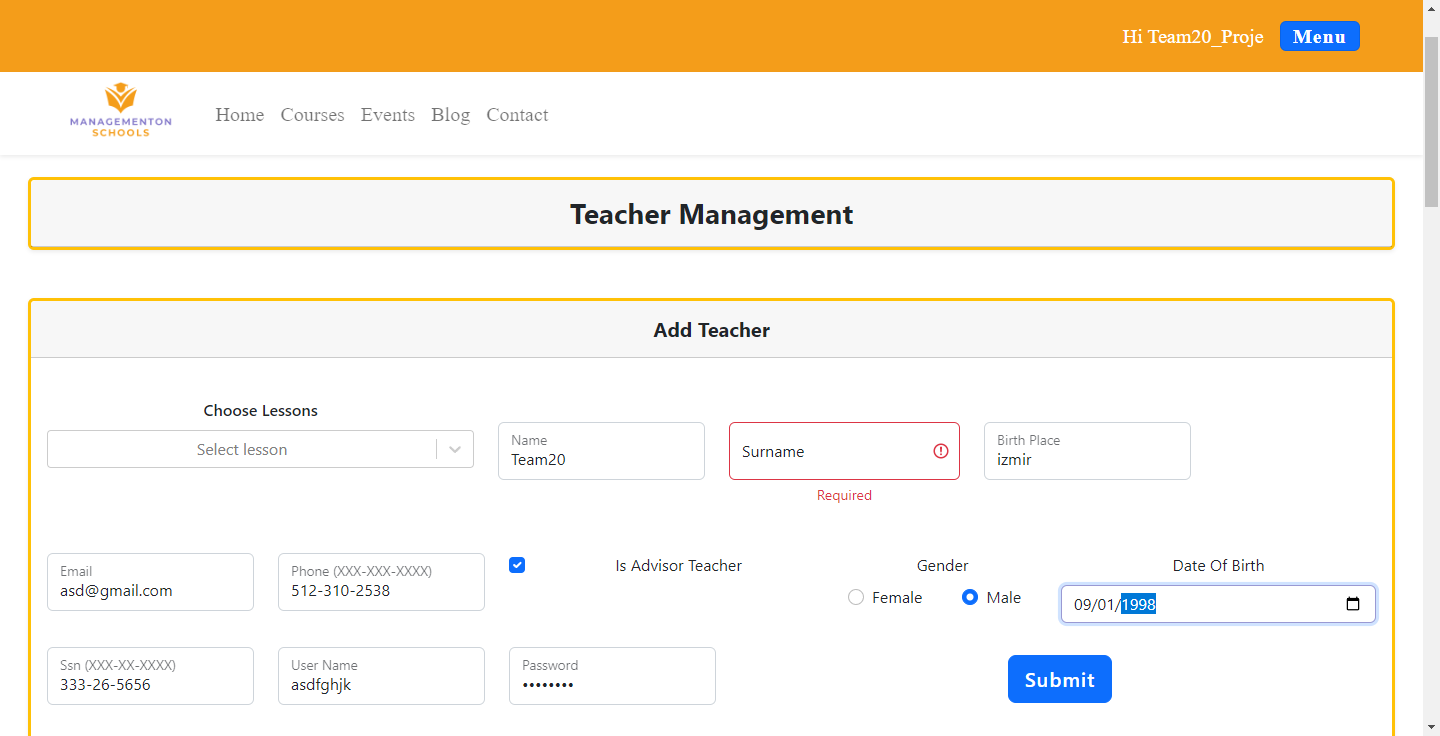 Hi Team20_Proje Menu
MANAGEMENTON
SCHOOLS
Home Courses Events Blog Contact
Teacher Management
Add Teacher
Choose Lessons
Select lesson
Name
Team20
Surname
Required
Birth Place
izmir
Email
asd@gmail.com
Phone (XXX-XXX-XXXX)
512-310-2538
Is Advisor Teacher
Gender
Female Male
Date Of Birth
09/01/1998
Ssn (XXX-XX-XXXX)
333-26-5656
User Name
asdfghjk
Password
••••••••
Submit